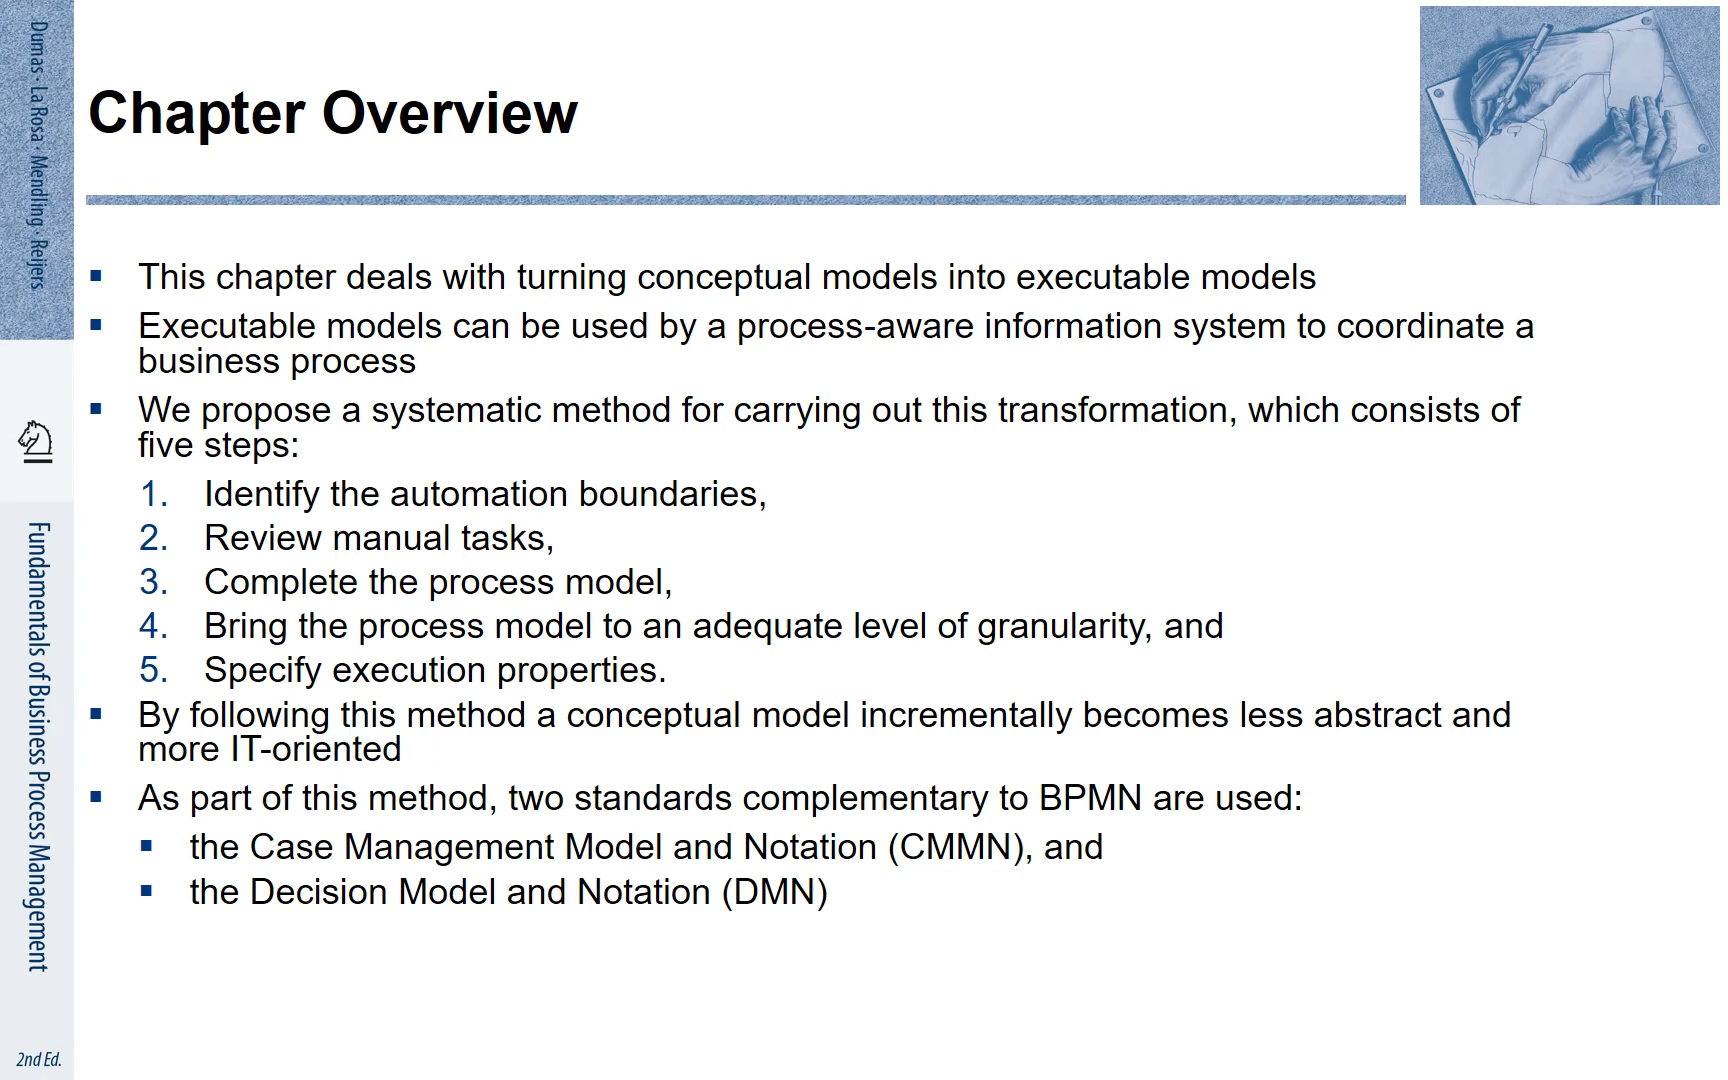 Dumas · La Rosa · Mendling · Reijers
Fundamentals of Business Process Management
2nd Ed.
Chapter Overview
▪ This chapter deals with turning conceptual models into executable models
▪ Executable models can be used by a process-aware information system to coordinate a
business process
▪ We propose a systematic method for carrying out this transformation, which consists of
five steps:
1. Identify the automation boundaries,
2. Review manual tasks,
3. Complete the process model,
4. Bring the process model to an adequate level of granularity, and
5. Specify execution properties.
▪ By following this method a conceptual model incrementally becomes less abstract and
more IT-oriented
▪ As part of this method, two standards complementary to BPMN are used:
▪ the Case Management Model and Notation (CMMN), and
▪ the Decision Model and Notation (DMN)